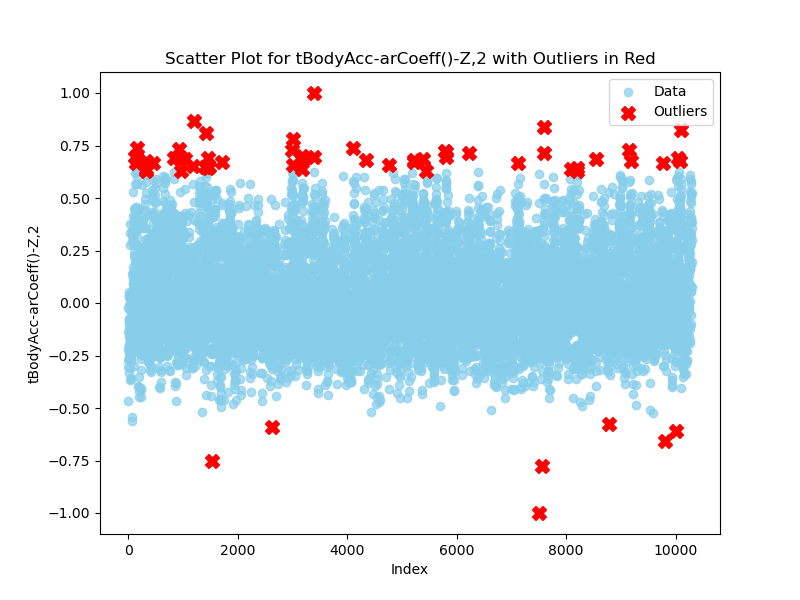 Scatter Plot for tBodyAcc-arCoeff()-Z,2 with Outliers in Red
Data
Outliers
1.00
0.75
0.50
0.25
0.00
−0.25
−0.50
−0.75
−1.00
tBodyAcc-arCoeff()-Z,2
0 2000 4000 6000 8000 10000
Index